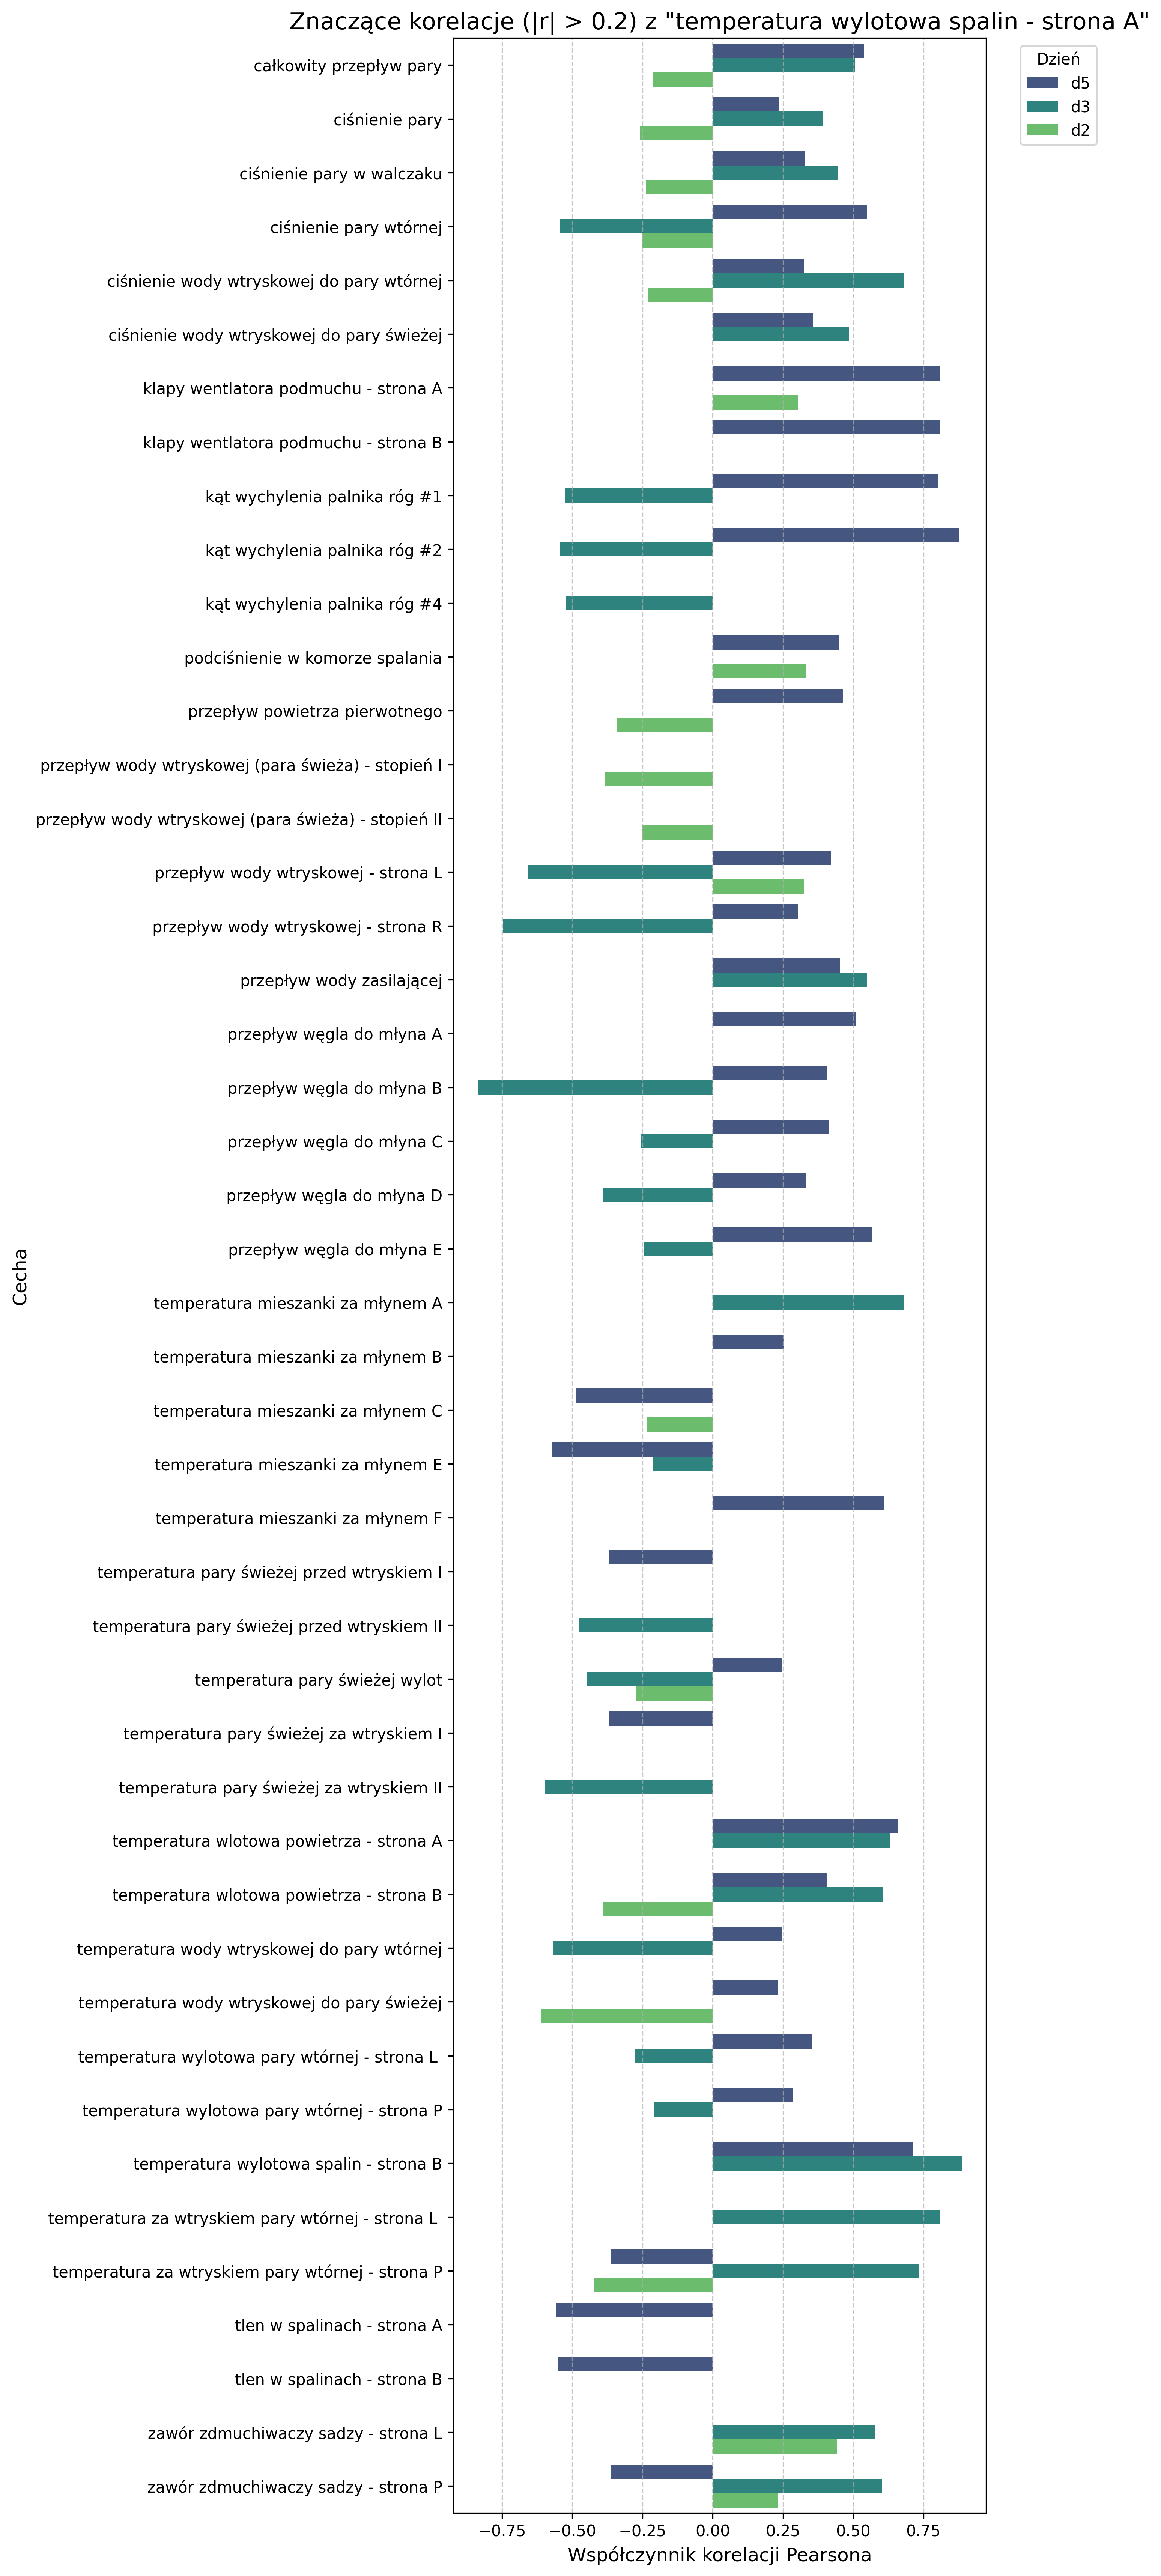 Znaczące korelacje (|r| > 0.2) z "temperatura wylotowa spalin - strona A"
Dzień
d5
d3
d2
Cecha
całkowity przepływ pary
ciśnienie pary
ciśnienie pary w walczaku
ciśnienie pary wtórnej
ciśnienie wody wtryskowej do pary wtórnej
ciśnienie wody wtryskowej do pary świeżej
klapy wentlatora podmuchu - strona A
klapy wentlatora podmuchu - strona B
kąt wychylenia palnika róg #1
kąt wychylenia palnika róg #2
kąt wychylenia palnika róg #4
podciśnienie w komorze spalania
przepływ powietrza pierwotnego
przepływ wody wtryskowej (para świeża) - stopień I
przepływ wody wtryskowej (para świeża) - stopień II
przepływ wody wtryskowej - strona L
przepływ wody wtryskowej - strona R
przepływ wody zasilającej
przepływ węgla do młyna A
przepływ węgla do młyna B
przepływ węgla do młyna C
przepływ węgla do młyna D
przepływ węgla do młyna E
temperatura mieszanki za młynem A
temperatura mieszanki za młynem B
temperatura mieszanki za młynem C
temperatura mieszanki za młynem E
temperatura mieszanki za młynem F
temperatura pary świeżej przed wtryskiem I
temperatura pary świeżej przed wtryskiem II
temperatura pary świeżej wylot
temperatura pary świeżej za wtryskiem I
temperatura pary świeżej za wtryskiem II
temperatura wlotowa powietrza - strona A
temperatura wlotowa powietrza - strona B
temperatura wody wtryskowej do pary wtórnej
temperatura wody wtryskowej do pary świeżej
temperatura wylotowa pary wtórnej - strona L
temperatura wylotowa pary wtórnej - strona P
temperatura wylotowa spalin - strona B
temperatura za wtryskiem pary wtórnej - strona L
temperatura za wtryskiem pary wtórnej - strona P
tlen w spalinach - strona A
tlen w spalinach - strona B
zawór zdmuchiwaczy sadzy - strona L
zawór zdmuchiwaczy sadzy - strona P
−0.75 −0.50 −0.25 0.00 0.25 0.50 0.75
Współczynnik korelacji Pearsona